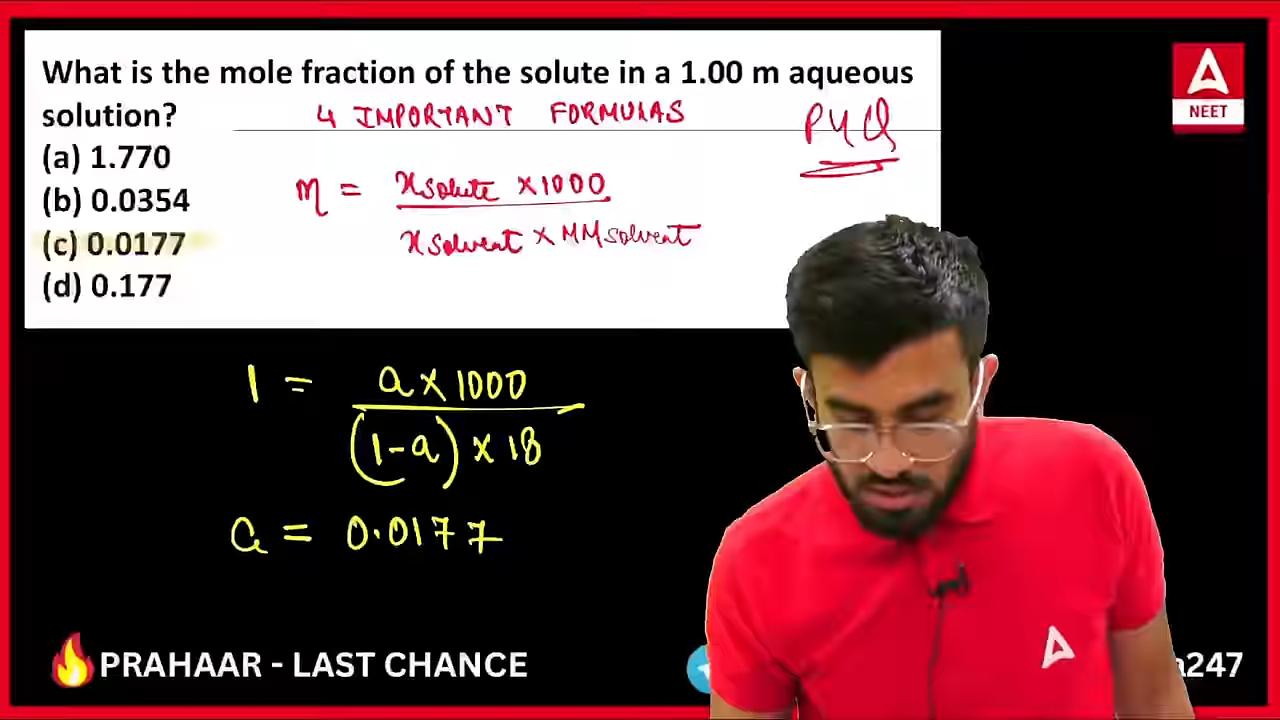 What is the mole fraction of the solute in a 1.00 m aqueous
solution?
4 IMPORTANT FORMULAS
PYQ
(a) 1.770
(b) 0.0354
(c) 0.0177
(d) 0.177
m = xsolute ×1000
xsolvent × MMsolvent
A
NEET
1 = a × 1000
(1-a) × 18
a = 0.0177
PRAHAAR - LAST CHANCE
a247